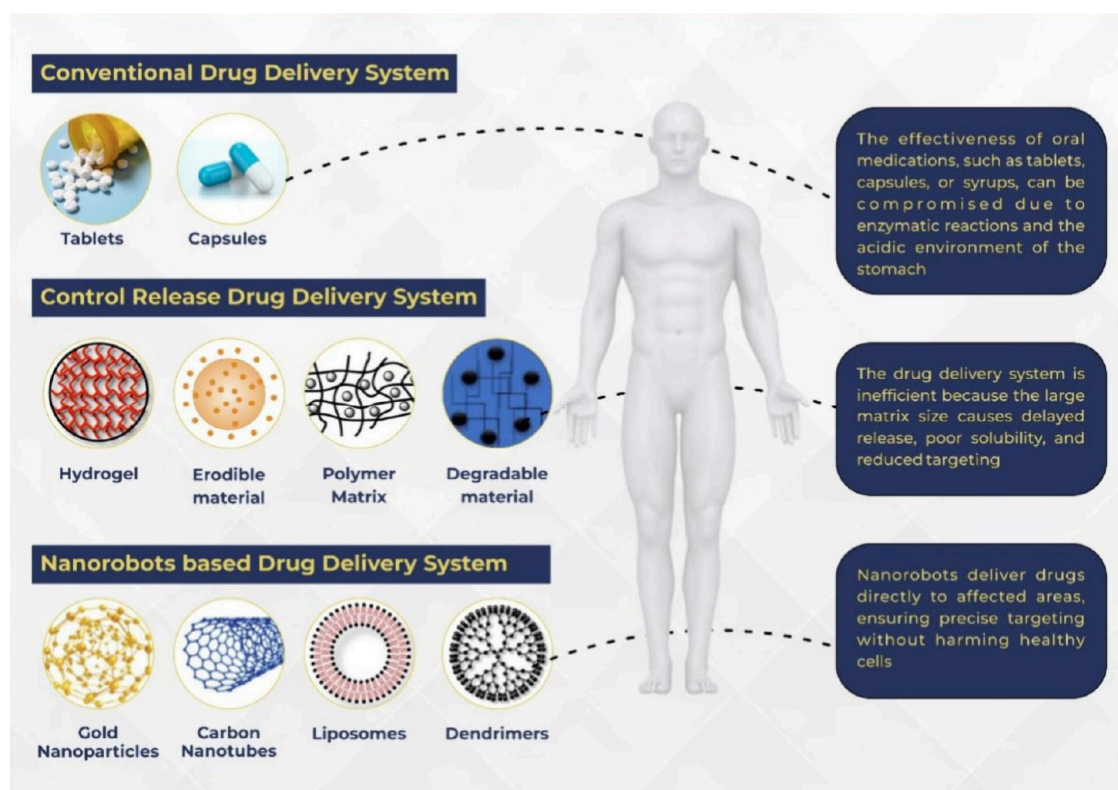 Conventional Drug Delivery System
Tablets
Capsules
The effectiveness of oral
medications, such as tablets,
capsules, or syrups, can be
compromised due to
enzymatic reactions and the
acidic environment of the
stomach
Control Release Drug Delivery System
Hydrogel
Erodible
material
Polymer
Matrix
Degradable
material
The drug delivery system is
inefficient because the large
matrix size causes delayed
release, poor solubility, and
reduced targeting
Nanorobots based Drug Delivery System
Gold
Nanoparticles
Carbon
Nanotubes
Liposomes
Dendrimers
Nanorobots deliver drugs
directly to affected areas,
ensuring precise targeting
without harming healthy
cells